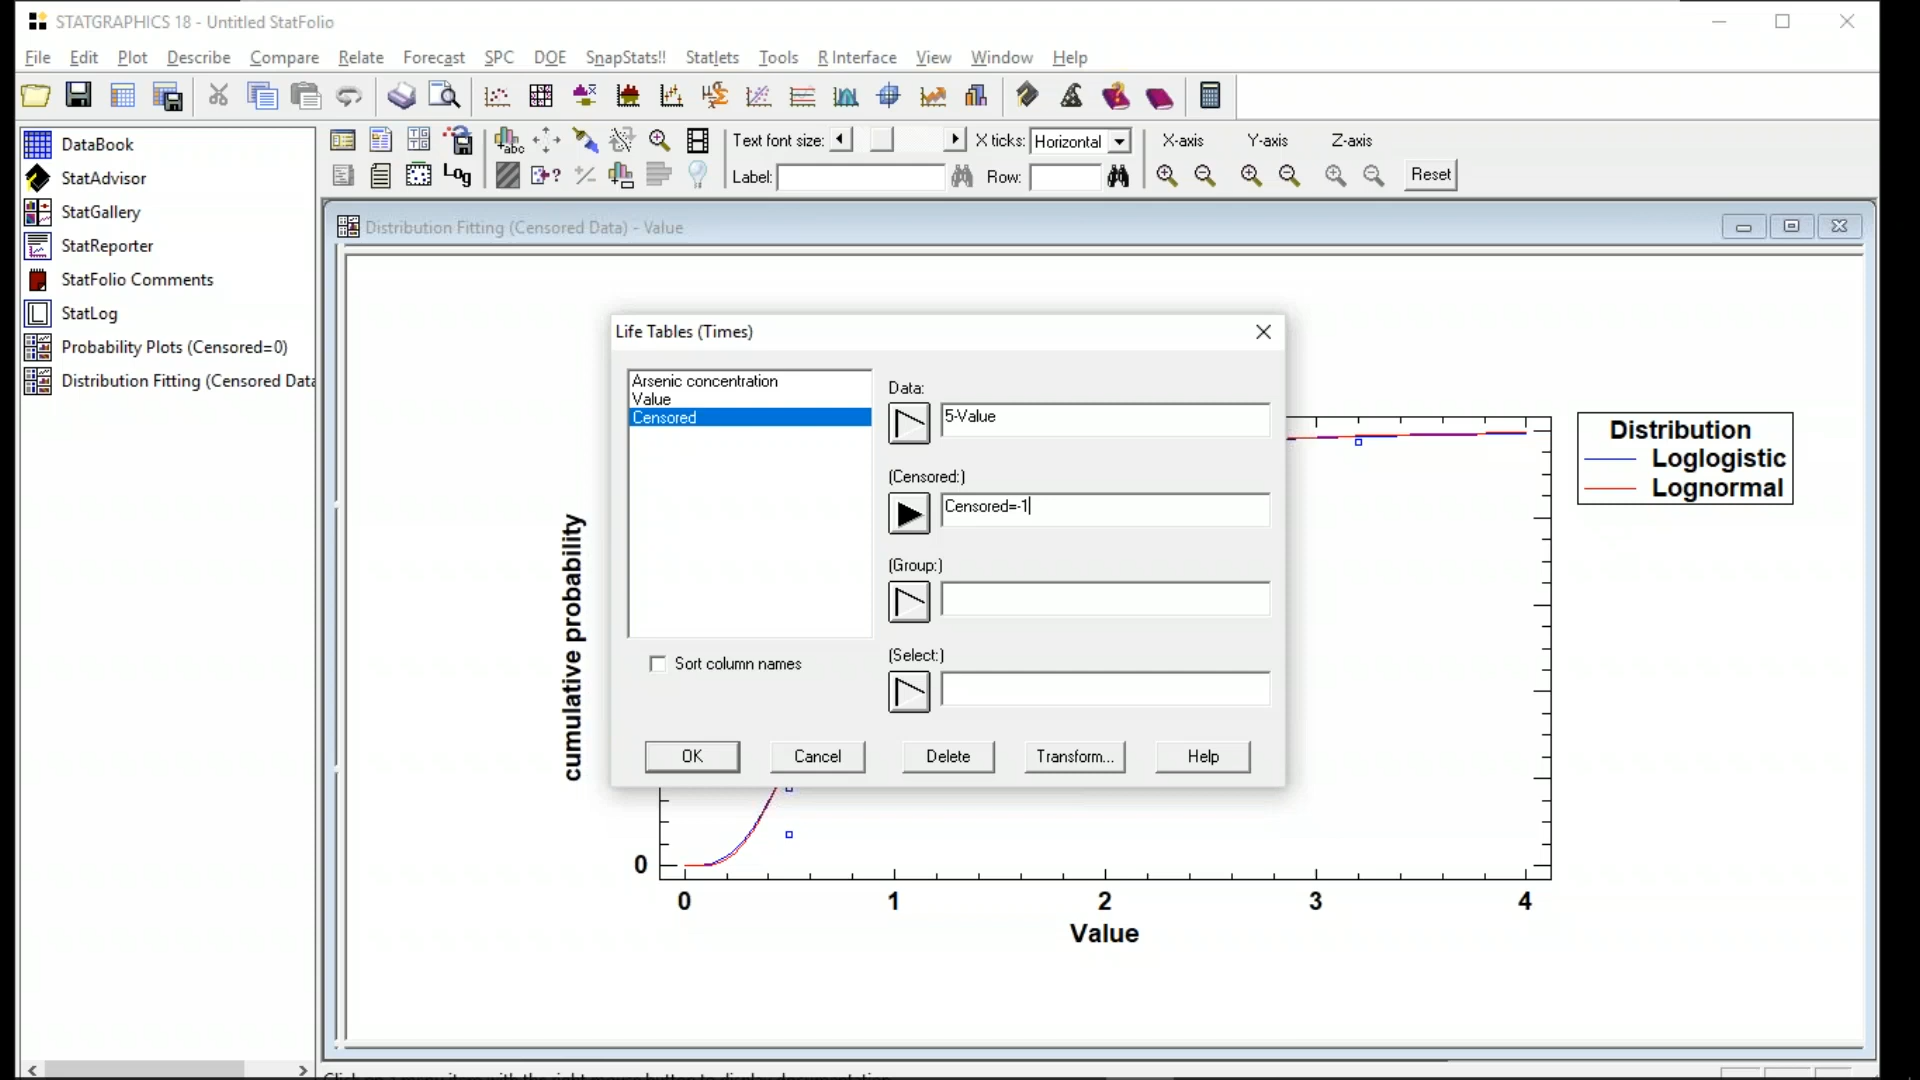 STATGRAPHICS 18 - Untitled StatFolio
File Edit Plot Describe Compare Relate Forecast SPC DOE SnapStats!! Statlets Tools R Interface View Window Help
Text font size: X ticks: Horizontal X-axis Y-axis Z-axis
Log Label: Row: Reset
DataBook
StatAdvisor
StatGallery
StatReporter
StatFolio Comments
StatLog
Probability Plots (Censored=0)
Distribution Fitting (Censored Data
Distribution Fitting (Censored Data) - Value
Life Tables (Times)
Arsenic concentration
Value
Censored
Sort column names
Data:
5-Value
(Censored:)
Censored=-1
(Group:)
(Select:)
OK Cancel Delete Transform... Help
Distribution
Loglogistic
Lognormal
cumulative probability
0
0 1 2 3 4
Value